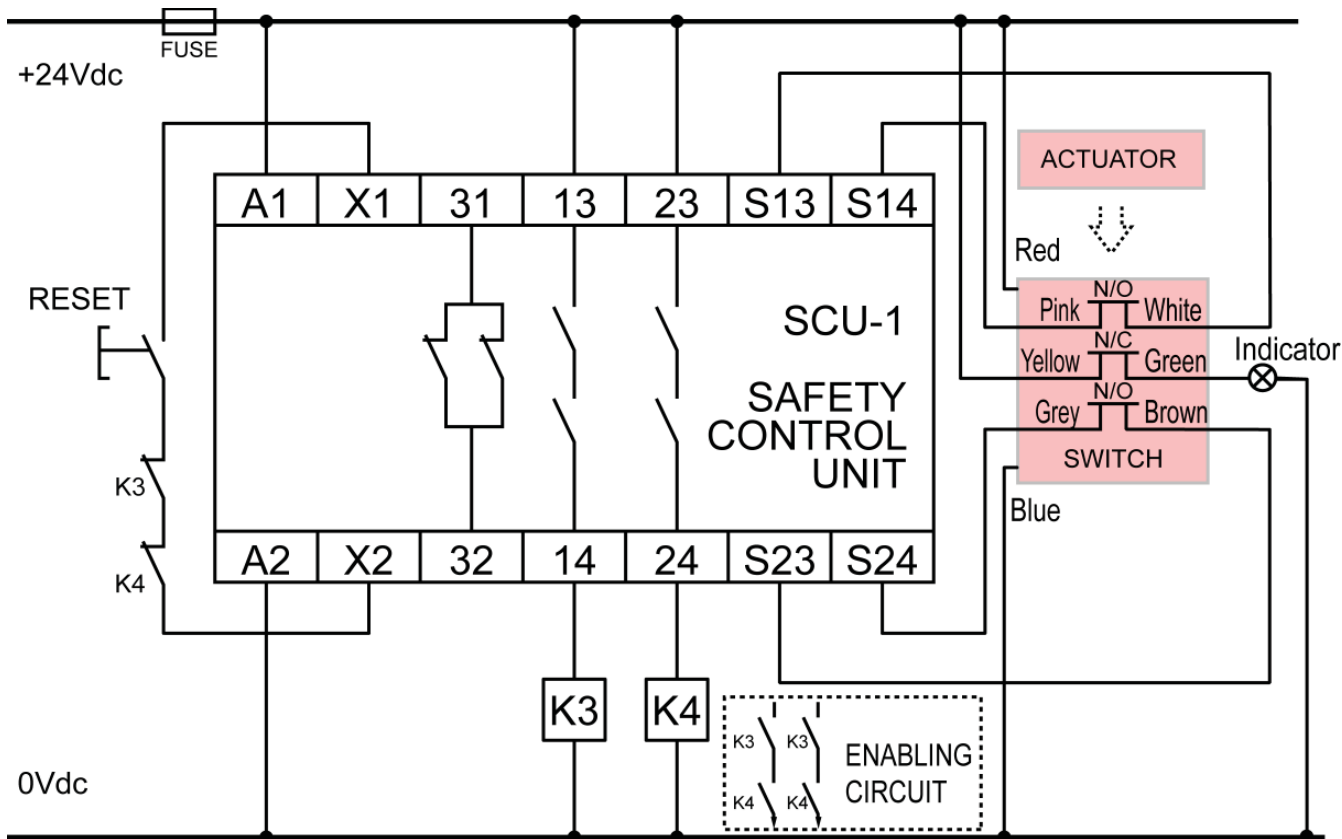 FUSE
+24Vdc
ACTUATOR
A1 X1 31 13 23 S13 S14
Red
RESET
N/O
Pink White
SCU-1
N/C
Indicator
Yellow Green
N/O
SAFETY
CONTROL
UNIT
Grey Brown
SWITCH
K3
Blue
A2 X2 32 14 24 S23 S24
K4
K3 K4
K3 K3
ENABLING
CIRCUIT
K4 K4
0Vdc